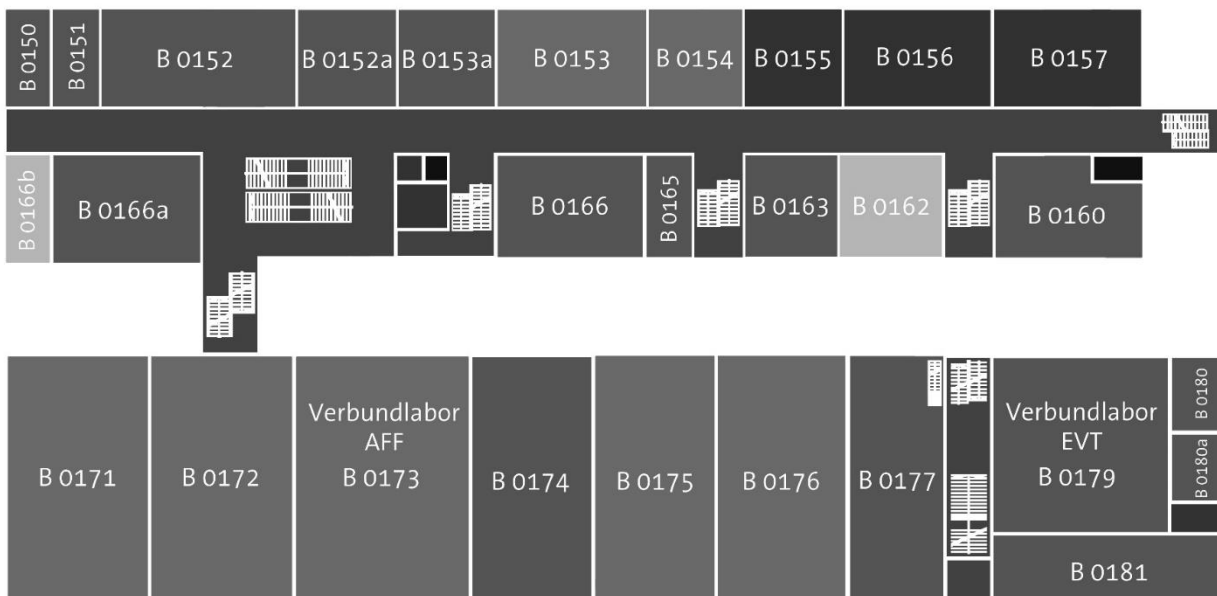 B 0150
B 0151
B 0152
B 0152a
B 0153a
B 0153
B 0154
B 0155
B 0156
B 0157
B 0166b
B 0166a
B 0166
B 0165
B 0163
B 0162
B 0160
B 0171
B 0172
Verbundlabor
AFF
B 0173
B 0174
B 0175
B 0176
B 0177
Verbundlabor
EVT
B 0179
B 0180
B 0180a
B 0181